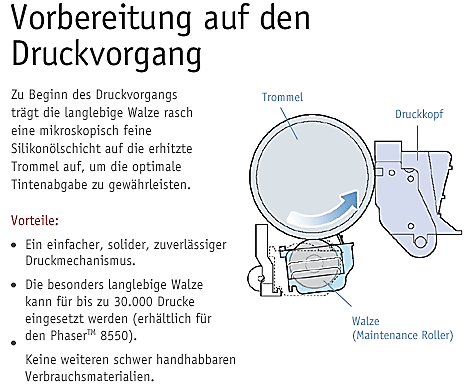 Vorbereitung auf den
Druckvorgang
Zu Beginn des Druckvorgangs
trägt die langlebige Walze rasch
eine mikroskopisch feine
Silikonölschicht auf die erhitzte
Trommel auf, um die optimale
Tintenabgabe zu gewährleisten.
Vorteile:
• Ein einfacher, solider, zuverlässiger
Druckmechanismus.
• Die besonders langlebige Walze
kann für bis zu 30.000 Drucke
eingesetzt werden (erhältlich für
den Phaser™ 8550).
• Keine weiteren schwer handhabbaren
Verbrauchsmaterialien.
Trommel
Druckkopf
Walze
(Maintenance Roller)